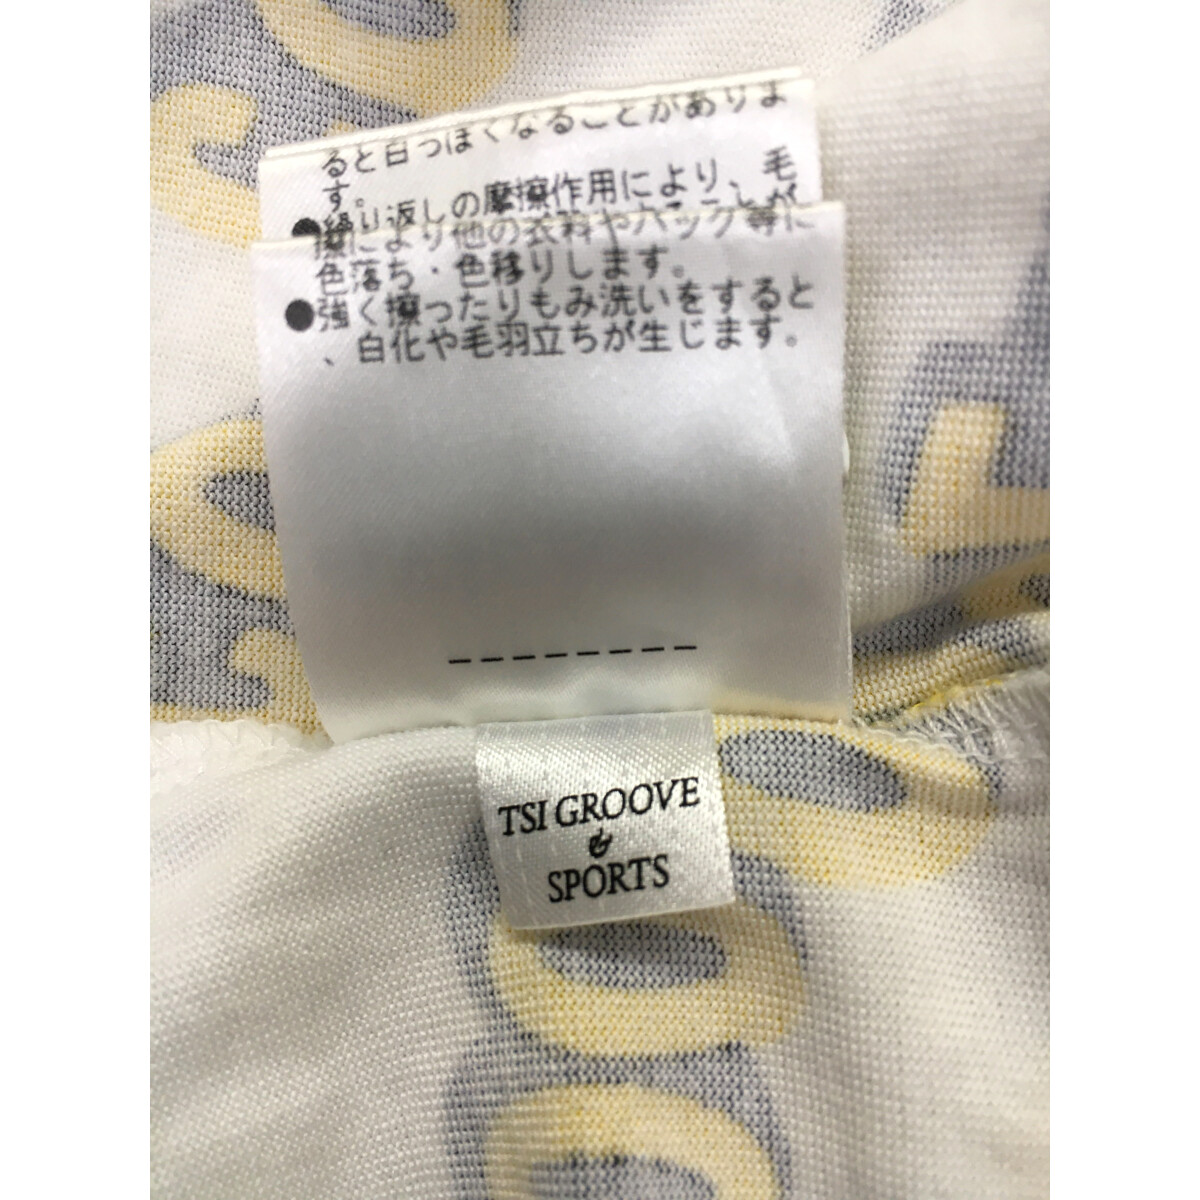 ると白っぽくなることがありま
す。
●繰り返しの摩擦作用により、毛
擦により他の衣料やバッグ等に
色落ち・色移りします。
●強く擦ったりもみ洗いをすると
、白化や毛羽立ちが生じます。
--------
TSI GROOVE
&
SPORTS